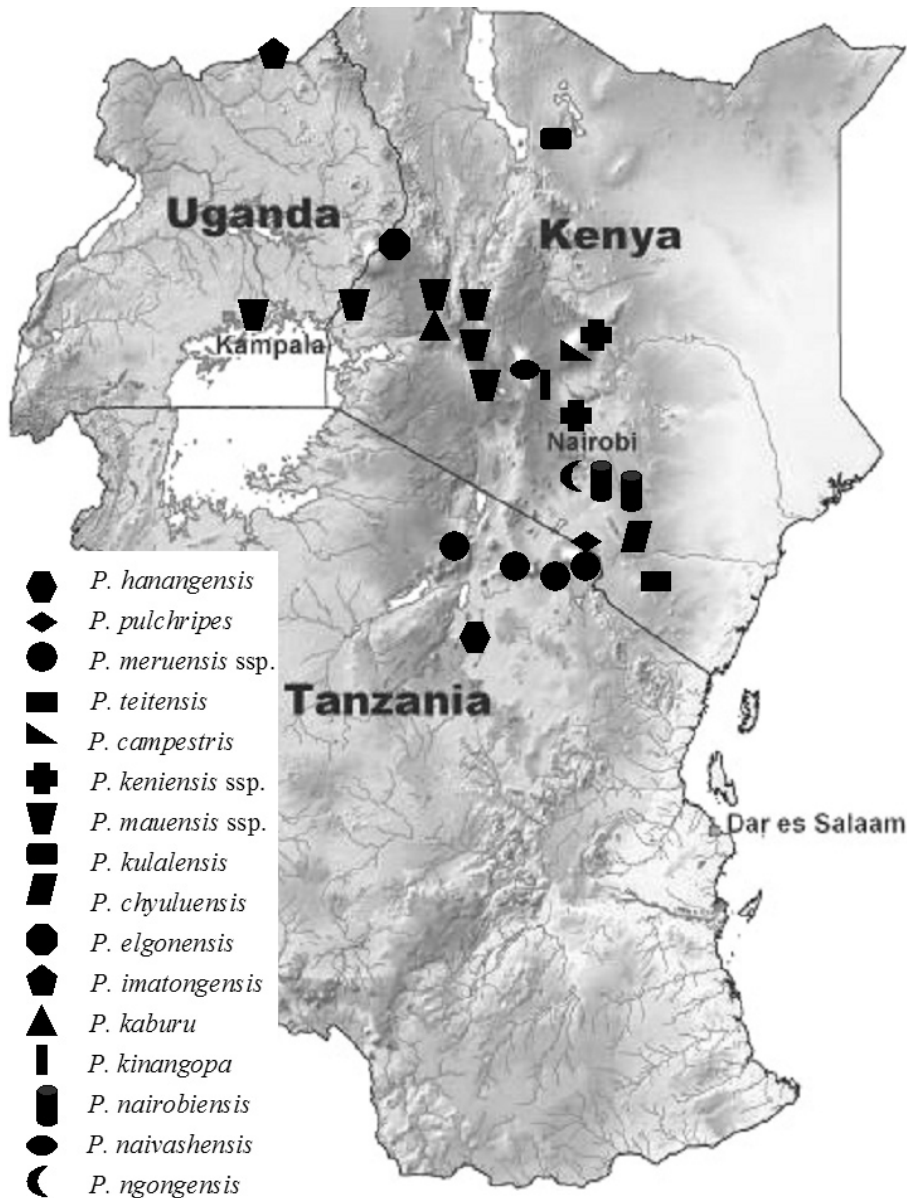 Uganda
Kenya
Kampala
Nairobi
Tanzania
Dar es Salaam
P. hanangensis
P. pulchripes
P. meruensis ssp.
P. teitensis
P. campestris
P. keniensis ssp.
P. mauensis ssp.
P. kulalensis
P. chyuluensis
P. elgonensis
P. imatongensis
P. kaburu
P. kinangopa
P. nairobiensis
P. naivashensis
P. ngongensis